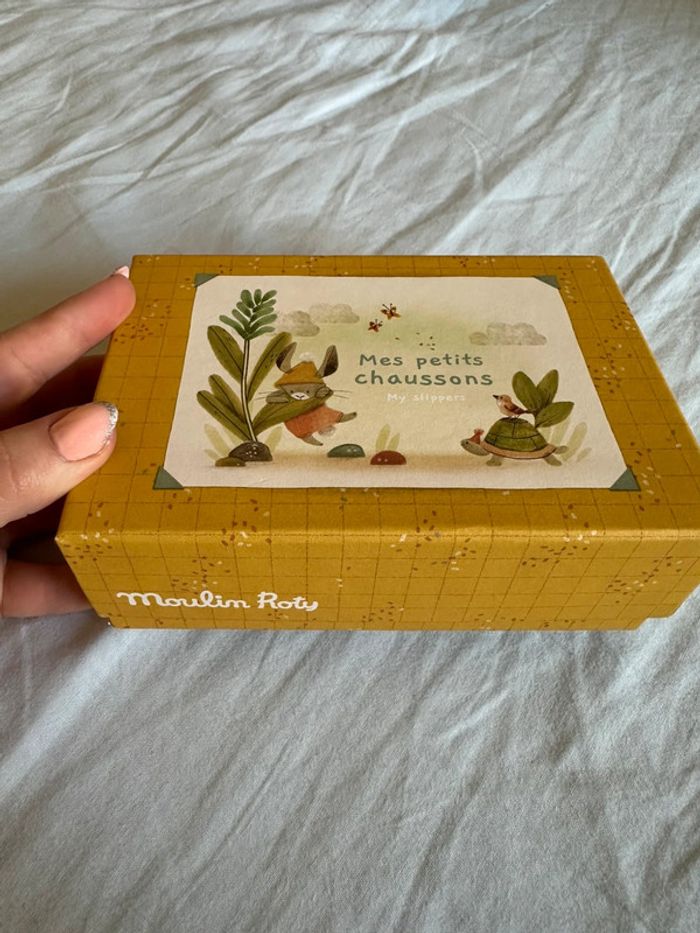 Mes petits
chaussons
My slippers
Moulin Roty